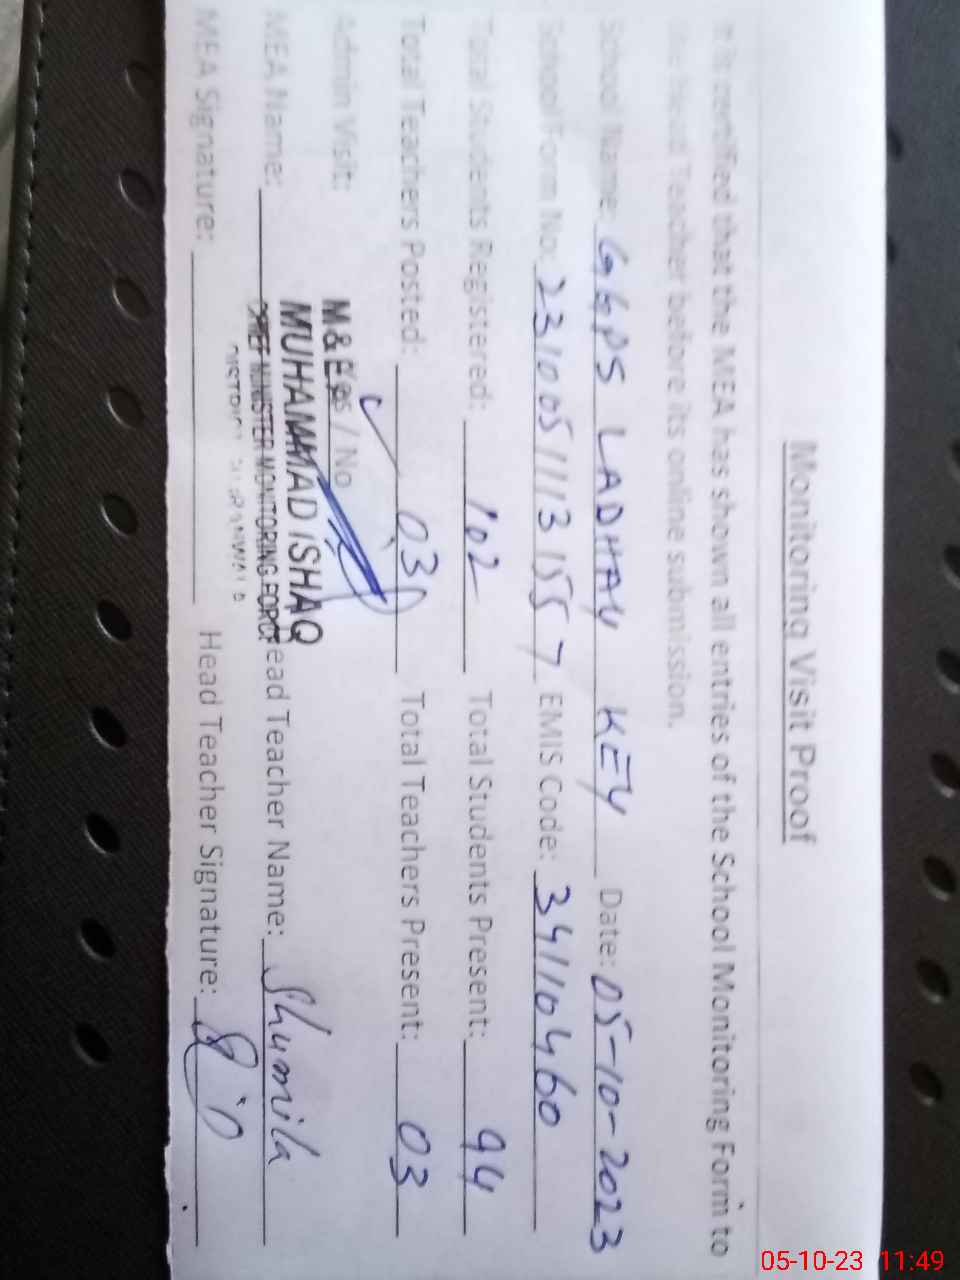 Monitoring Visit Proof
It is certified that the MEA has shown all entries of the School Monitoring Form to
the Head Teacher before its online submission.
School Name: GGPS LADHAN KEY Date: 05-10-2023
School Form No: 23100511131557 EMIS Code: 34110460
Total Students Registered: 102 Total Students Present: 94
Total Teachers Posted: 03 Total Teachers Present: 03
Admin Visit: Yes / No
M&E
MEA Name: MUHAMMAD ISHAQ Head Teacher Name: Shumila
CHIEF MINISTER MONITORING FORCE
MEA Signature: Head Teacher Signature:
05-10-23 11:49